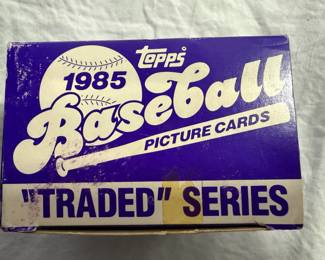 Topps
1985
Baseball
PICTURE CARDS
"TRADED" SERIES